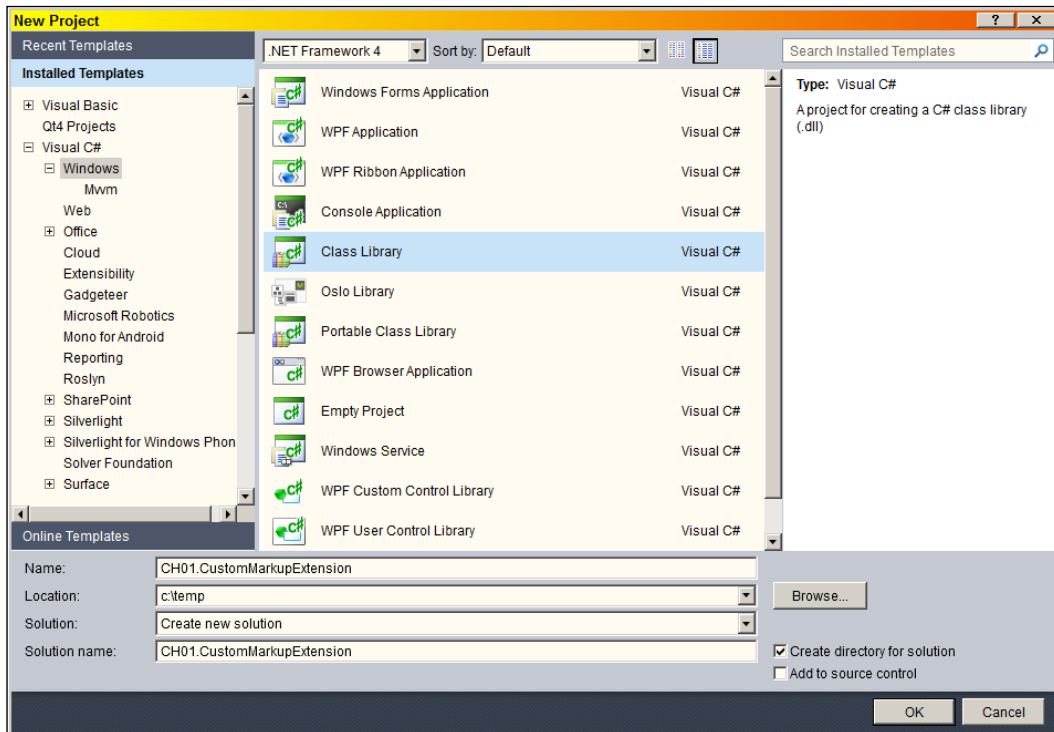 New Project
Recent Templates
.NET Framework 4 Sort by: Default
Search Installed Templates
Installed Templates
Visual Basic
Qt4 Projects
Visual C#
Windows
Mvvm
Web
Office
Cloud
Extensibility
Gadgeteer
Microsoft Robotics
Mono for Android
Reporting
Roslyn
SharePoint
Silverlight
Silverlight for Windows Phon
Solver Foundation
Surface
Online Templates
Windows Forms Application Visual C#
WPF Application Visual C#
WPF Ribbon Application Visual C#
Console Application Visual C#
Class Library Visual C#
Oslo Library Visual C#
Portable Class Library Visual C#
WPF Browser Application Visual C#
Empty Project Visual C#
Windows Service Visual C#
WPF Custom Control Library Visual C#
WPF User Control Library Visual C#
Type: Visual C#
A project for creating a C# class library
(.dll)
Name: CH01.CustomMarkupExtension
Location: c:\temp Browse...
Solution: Create new solution
Solution name: CH01.CustomMarkupExtension
Create directory for solution
Add to source control
OK Cancel